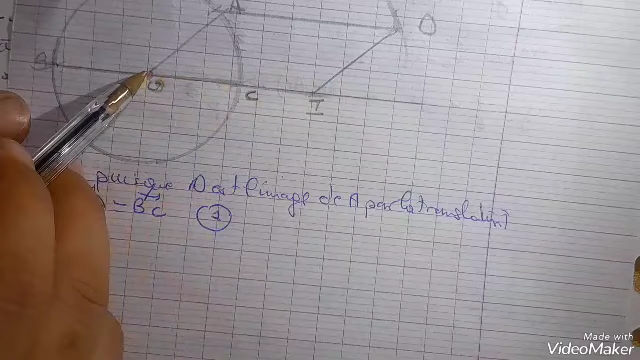 A
D
B
O
C
I
puisque D est l'image de A par la translation
D = BC ①
Made with
VideoMaker